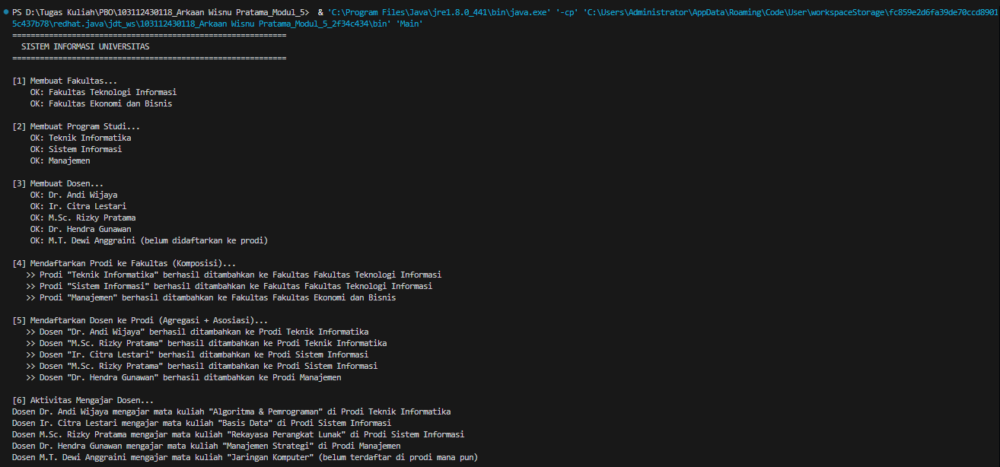 PS D:\Tugas Kuliah\PBO\103112430118_Arkaan Wisnu Pratama_Modul_5>  & 'C:\Program Files\Java\jre1.8.0_441\bin\java.exe' '-cp' 'C:\Users\Administrator\AppData\Roaming\Code\User\workspaceStorage\fc859e2d6fa39de70ccd8901
5c437b78\redhat.java\jdt_ws\103112430118_Arkaan Wisnu Pratama_Modul_5_2f34c434\bin' 'Main'
============================================================
  SISTEM INFORMASI UNIVERSITAS
============================================================
[1] Membuat Fakultas...
    OK: Fakultas Teknologi Informasi
    OK: Fakultas Ekonomi dan Bisnis
[2] Membuat Program Studi...
    OK: Teknik Informatika
    OK: Sistem Informasi
    OK: Manajemen
[3] Membuat Dosen...
    OK: Dr. Andi Wijaya
    OK: Ir. Citra Lestari
    OK: M.Sc. Rizky Pratama
    OK: Dr. Hendra Gunawan
    OK: M.T. Dewi Anggraini (belum didaftarkan ke prodi)
[4] Mendaftarkan Prodi ke Fakultas (Komposisi)...
   >> Prodi "Teknik Informatika" berhasil ditambahkan ke Fakultas Fakultas Teknologi Informasi
   >> Prodi "Sistem Informasi" berhasil ditambahkan ke Fakultas Fakultas Teknologi Informasi
   >> Prodi "Manajemen" berhasil ditambahkan ke Fakultas Fakultas Ekonomi dan Bisnis
[5] Mendaftarkan Dosen ke Prodi (Agregasi + Asosiasi)...
   >> Dosen "Dr. Andi Wijaya" berhasil ditambahkan ke Prodi Teknik Informatika
   >> Dosen "M.Sc. Rizky Pratama" berhasil ditambahkan ke Prodi Teknik Informatika
   >> Dosen "Ir. Citra Lestari" berhasil ditambahkan ke Prodi Sistem Informasi
   >> Dosen "M.Sc. Rizky Pratama" berhasil ditambahkan ke Prodi Sistem Informasi
   >> Dosen "Dr. Hendra Gunawan" berhasil ditambahkan ke Prodi Manajemen
[6] Aktivitas Mengajar Dosen...
Dosen Dr. Andi Wijaya mengajar mata kuliah "Algoritma & Pemrograman" di Prodi Teknik Informatika
Dosen Ir. Citra Lestari mengajar mata kuliah "Basis Data" di Prodi Sistem Informasi
Dosen M.Sc. Rizky Pratama mengajar mata kuliah "Rekayasa Perangkat Lunak" di Prodi Sistem Informasi
Dosen Dr. Hendra Gunawan mengajar mata kuliah "Manajemen Strategi" di Prodi Manajemen
Dosen M.T. Dewi Anggraini mengajar mata kuliah "Jaringan Komputer" (belum terdaftar di prodi mana pun)